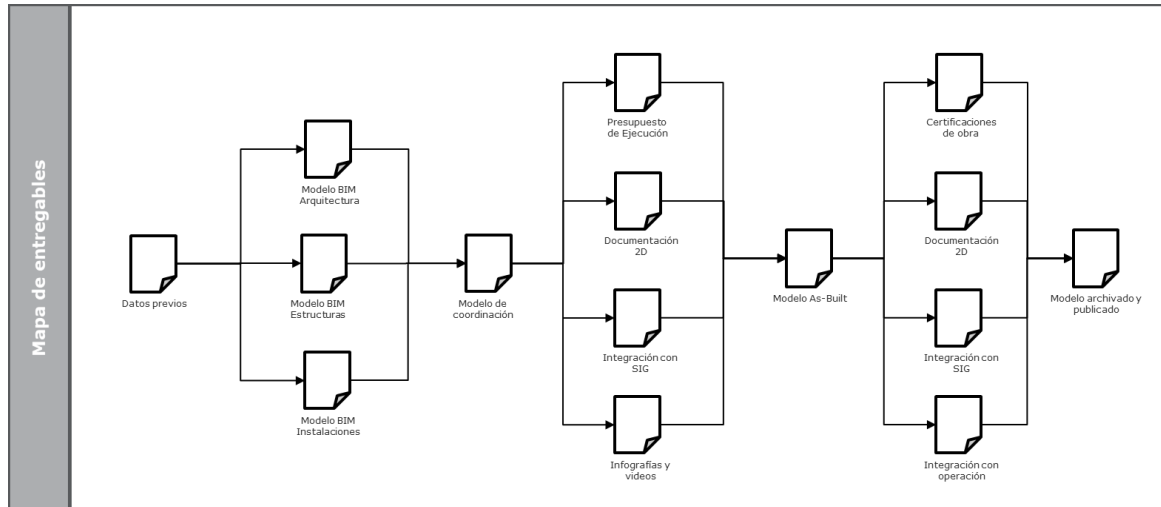 Mapa de entregables
Datos previos
Modelo BIM
Arquitectura
Modelo BIM
Estructuras
Modelo BIM
Instalaciones
Modelo de
coordinación
Presupuesto
de Ejecución
Documentación
2D
Integración con
SIG
Infografías y
videos
Modelo As-Built
Certificaciones
de obra
Documentación
2D
Integración con
SIG
Integración con
operación
Modelo archivado y
publicado